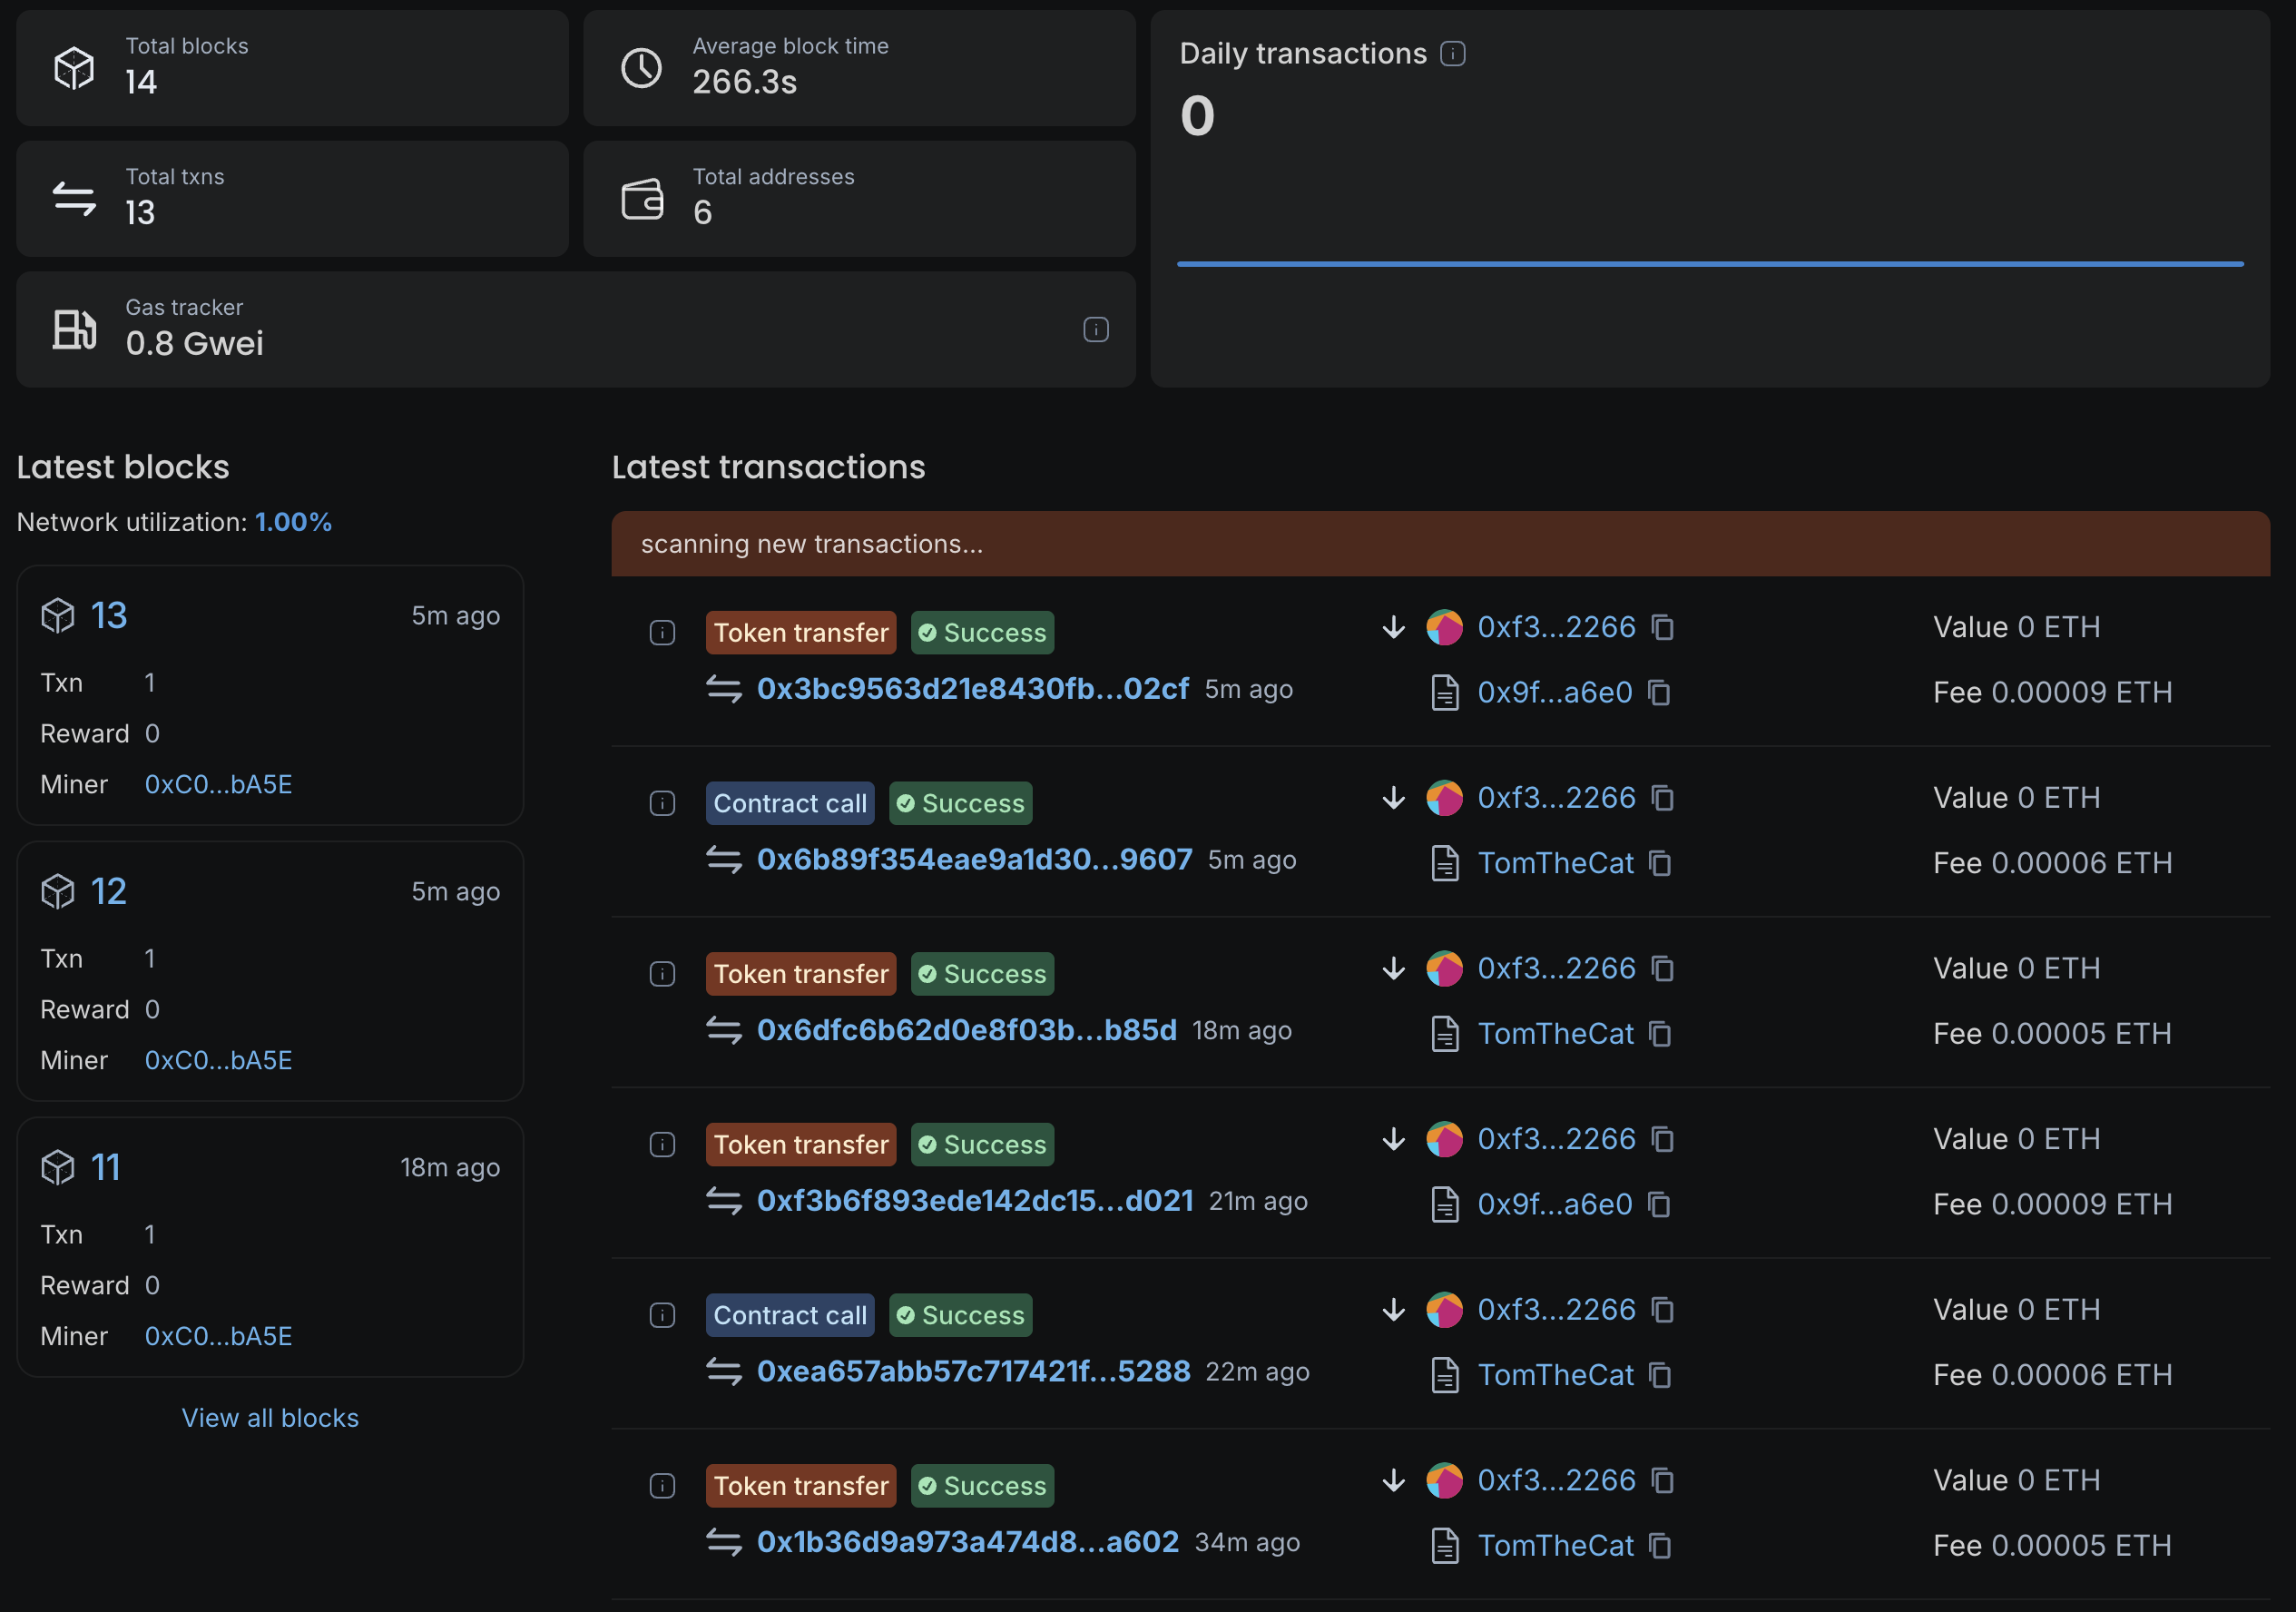 Total blocks
14
Average block time
266.3s
Daily transactions
0
Total txns
13
Total addresses
6
Gas tracker
0.8 Gwei
Latest blocks
Network utilization: 1.00%
13
5m ago
Txn 1
Reward 0
Miner 0xC0...bA5E
12
5m ago
Txn 1
Reward 0
Miner 0xC0...bA5E
11
18m ago
Txn 1
Reward 0
Miner 0xC0...bA5E
View all blocks
Latest transactions
scanning new transactions...
Token transfer Success
0x3bc9563d21e8430fb...02cf 5m ago
0xf3...2266
0x9f...a6e0
Value 0 ETH
Fee 0.00009 ETH
Contract call Success
0x6b89f354eae9a1d30...9607 5m ago
0xf3...2266
TomTheCat
Value 0 ETH
Fee 0.00006 ETH
Token transfer Success
0x6dfc6b62d0e8f03b...b85d 18m ago
0xf3...2266
TomTheCat
Value 0 ETH
Fee 0.00005 ETH
Token transfer Success
0xf3b6f893ede142dc15...d021 21m ago
0xf3...2266
0x9f...a6e0
Value 0 ETH
Fee 0.00009 ETH
Contract call Success
0xea657abb57c717421f...5288 22m ago
0xf3...2266
TomTheCat
Value 0 ETH
Fee 0.00006 ETH
Token transfer Success
0x1b36d9a973a474d8...a602 34m ago
0xf3...2266
TomTheCat
Value 0 ETH
Fee 0.00005 ETH